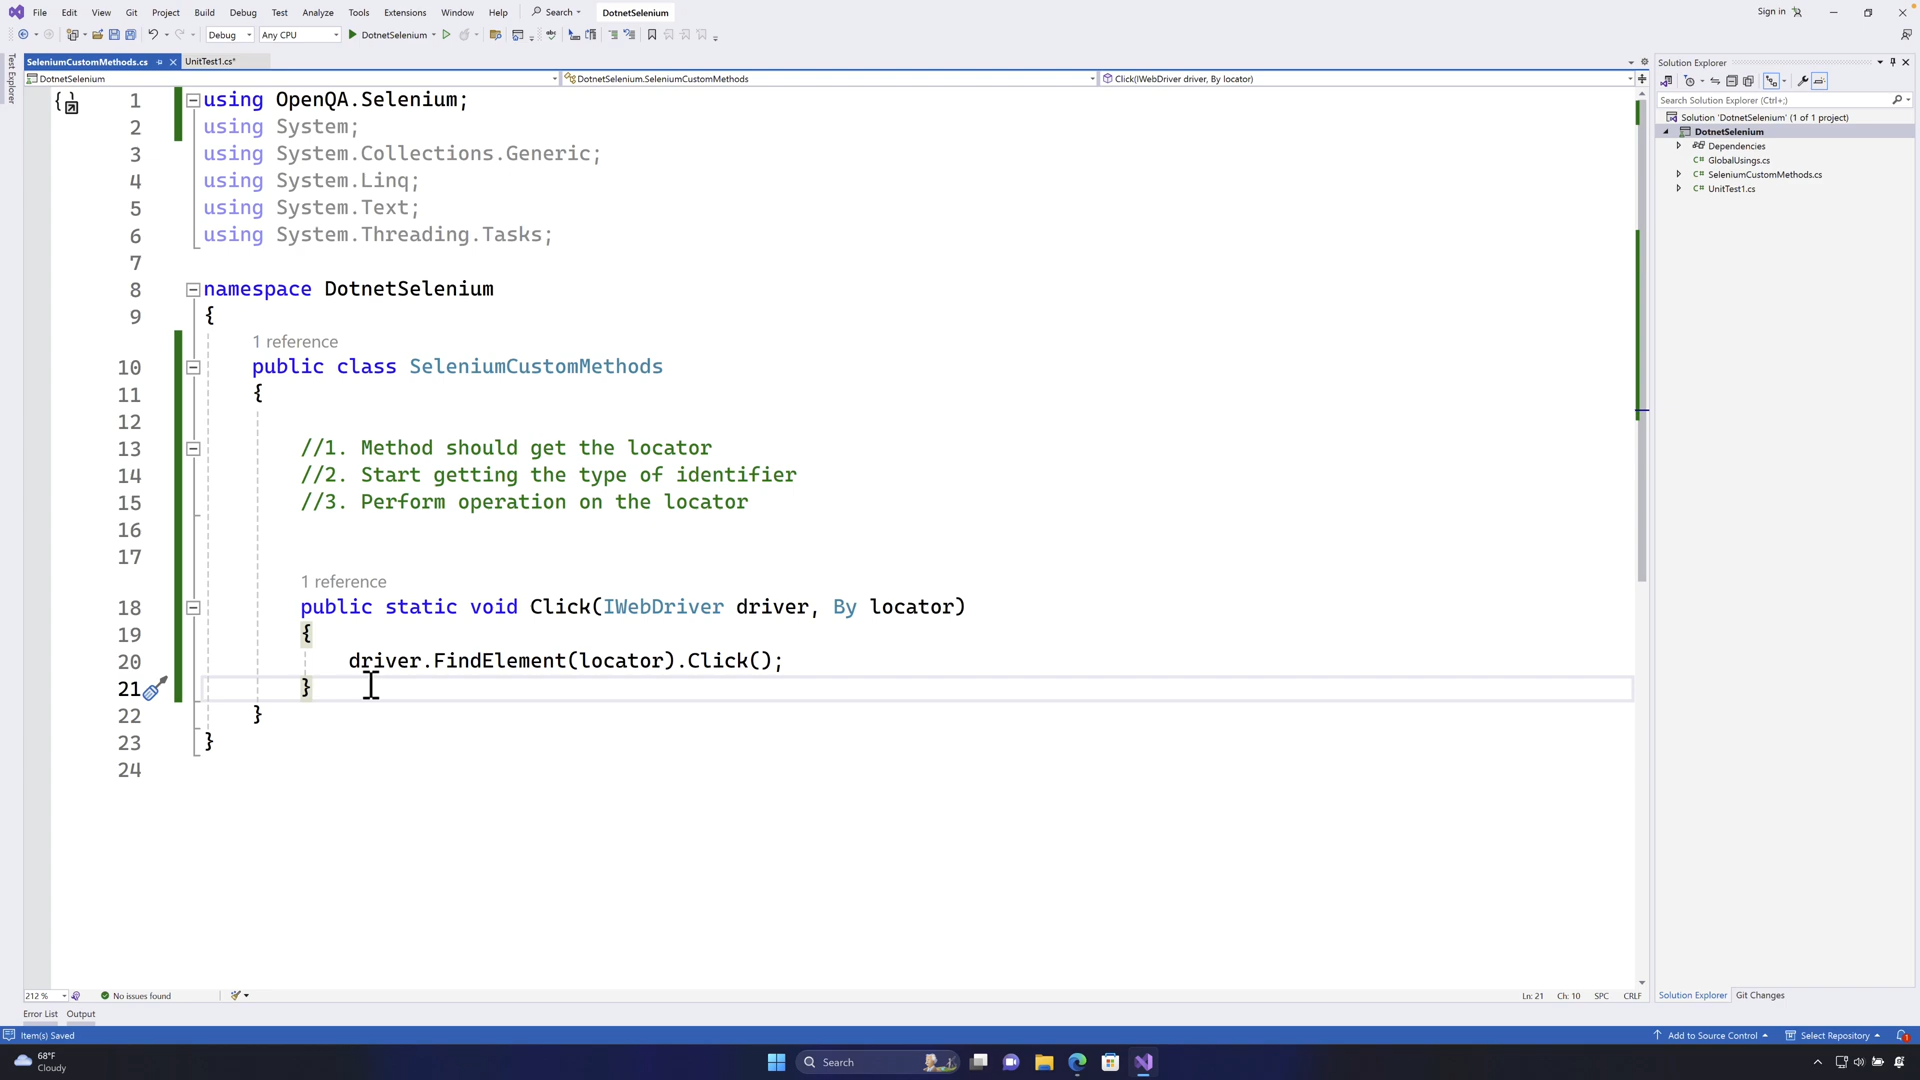 File Edit View Git Project Build Debug Test Analyze Tools Extensions Window Help Search DotnetSelenium Sign in
Debug Any CPU DotnetSelenium
SeleniumCustomMethods.cs UnitTest1.cs*
DotnetSelenium DotnetSelenium.SeleniumCustomMethods Click(IWebDriver driver, By locator)
Test Explorer
1 using OpenQA.Selenium;
2 using System;
3 using System.Collections.Generic;
4 using System.Linq;
5 using System.Text;
6 using System.Threading.Tasks;
7
8 namespace DotnetSelenium
9 {
1 reference
10 public class SeleniumCustomMethods
11 {
12
13 //1. Method should get the locator
14 //2. Start getting the type of identifier
15 //3. Perform operation on the locator
16
17
1 reference
18 public static void Click(IWebDriver driver, By locator)
19 {
20 driver.FindElement(locator).Click();
21 }
22 }
23 }
24
Solution Explorer
Search Solution Explorer (Ctrl+;)
Solution 'DotnetSelenium' (1 of 1 project)
DotnetSelenium
Dependencies
C# GlobalUsings.cs
C# SeleniumCustomMethods.cs
C# UnitTest1.cs
212 % No issues found Ln: 21 Ch: 10 SPC CRLF
Solution Explorer Git Changes
Error List Output
Item(s) Saved Add to Source Control Select Repository 1
68°F
Cloudy
Search